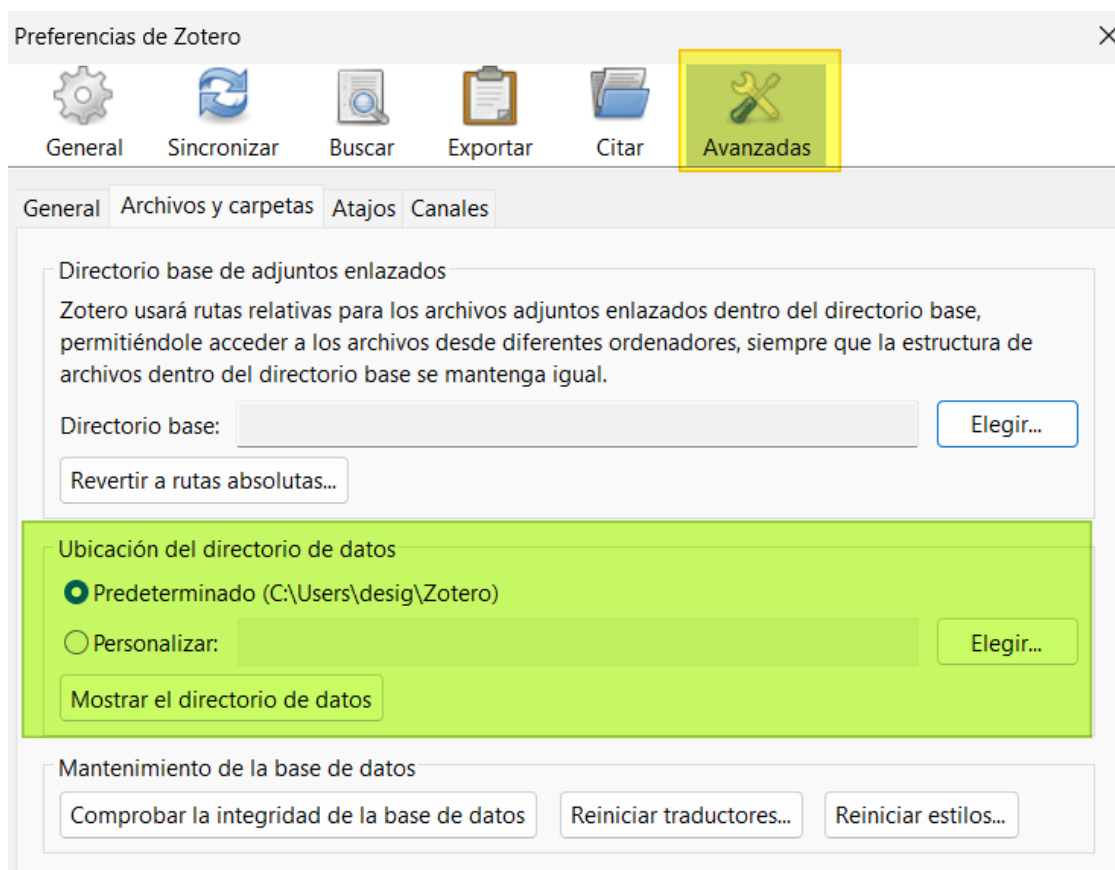 Preferencias de Zotero
General Sincronizar Buscar Exportar Citar Avanzadas
General Archivos y carpetas Atajos Canales
Directorio base de adjuntos enlazados
Zotero usará rutas relativas para los archivos adjuntos enlazados dentro del directorio base,
permitiéndole acceder a los archivos desde diferentes ordenadores, siempre que la estructura de
archivos dentro del directorio base se mantenga igual.
Directorio base: Elegir...
Revertir a rutas absolutas...
Ubicación del directorio de datos
Predeterminado (C:\Users\desig\Zotero)
Personalizar: Elegir...
Mostrar el directorio de datos
Mantenimiento de la base de datos
Comprobar la integridad de la base de datos Reiniciar traductores... Reiniciar estilos...